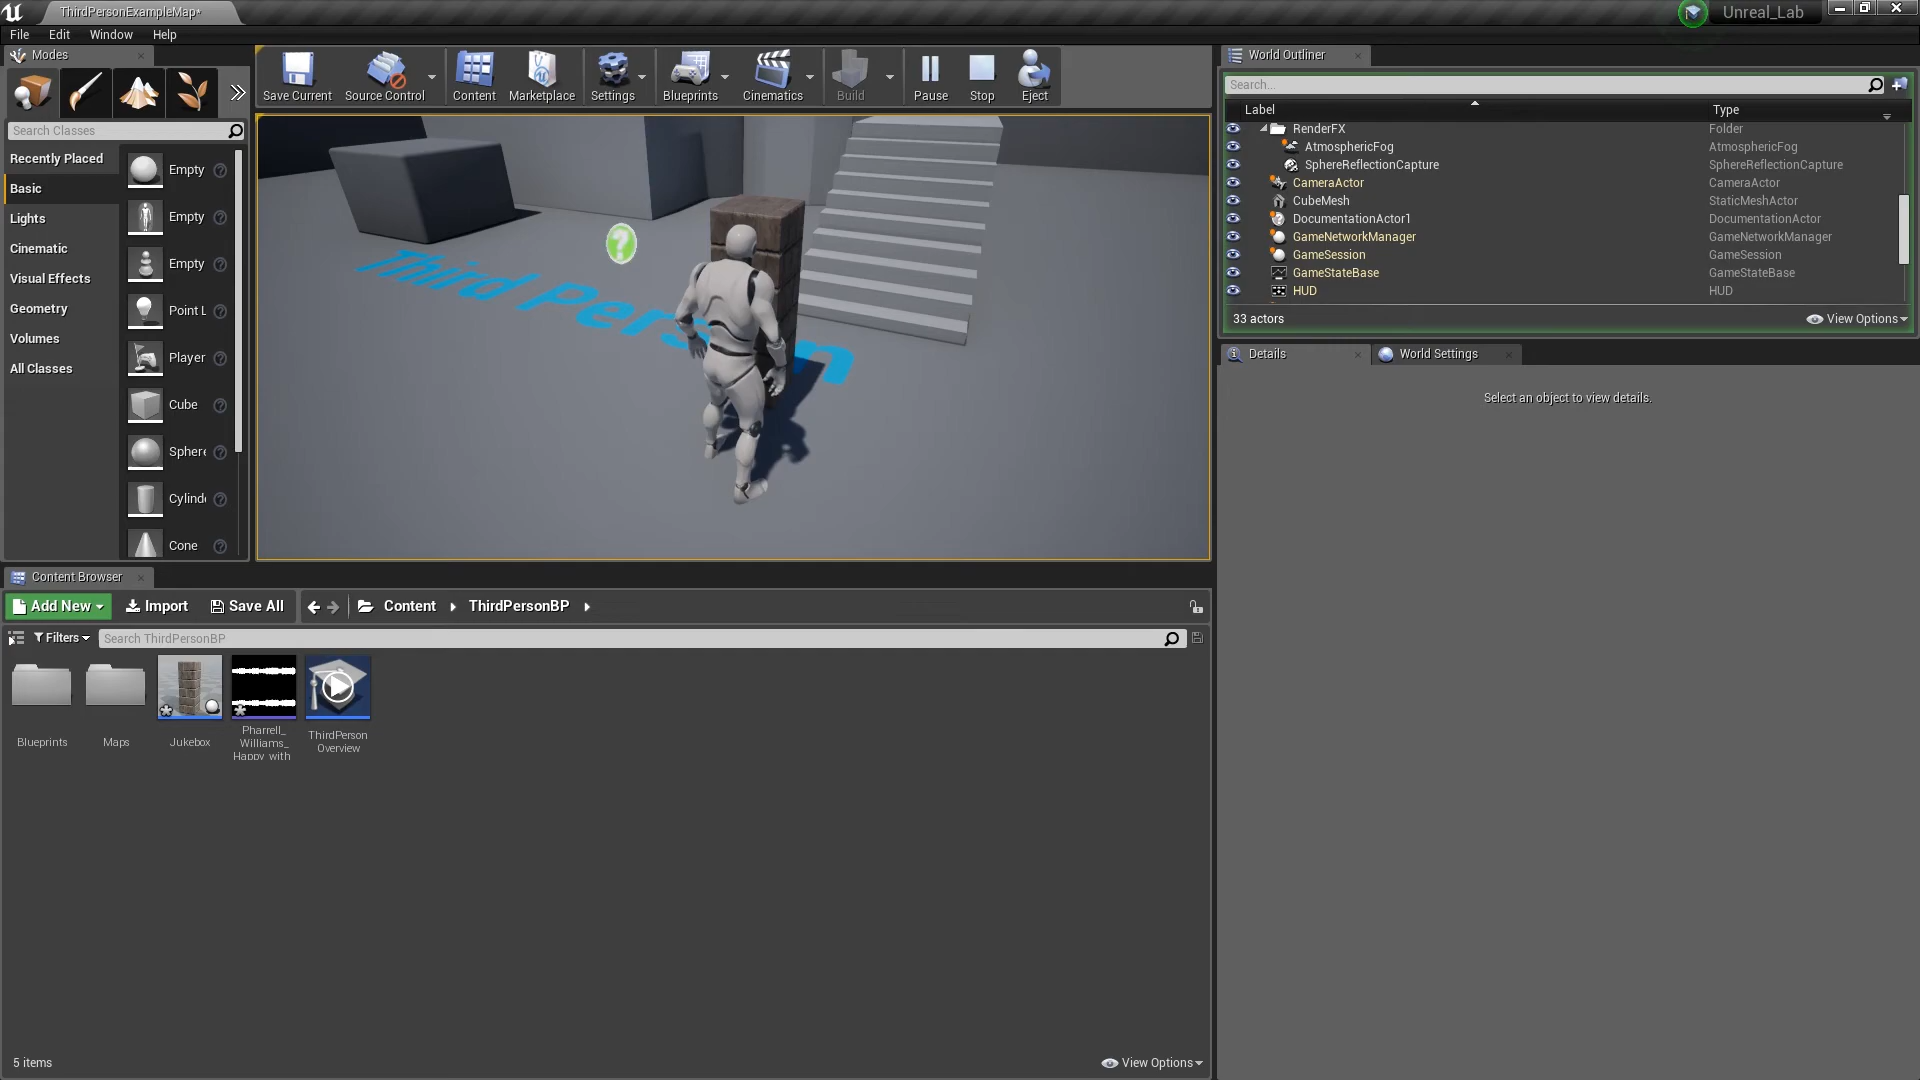 ThirdPersonExampleMap*
Unreal_Lab
File Edit Window Help
Modes
Search Classes
Recently Placed
Basic
Lights
Cinematic
Visual Effects
Geometry
Volumes
All Classes
Empty
Empty
Empty
Point L
Player
Cube
Sphere
Cylind
Cone
Save Current
Source Control
Content
Marketplace
Settings
Blueprints
Cinematics
Build
Pause
Stop
Eject
Third Person
World Outliner
Search...
Label Type
RenderFX Folder
AtmosphericFog AtmosphericFog
SphereReflectionCapture SphereReflectionCapture
CameraActor CameraActor
CubeMesh StaticMeshActor
DocumentationActor1 DocumentationActor
GameNetworkManager GameNetworkManager
GameSession GameSession
GameStateBase GameStateBase
HUD HUD
33 actors
View Options
Details
World Settings
Select an object to view details.
Content Browser
Add New
Import
Save All
Content
ThirdPersonBP
Filters
Search ThirdPersonBP
Blueprints
Maps
Jukebox
Pharrell_
Williams_
Happy_with
ThirdPerson
Overview
5 items
View Options